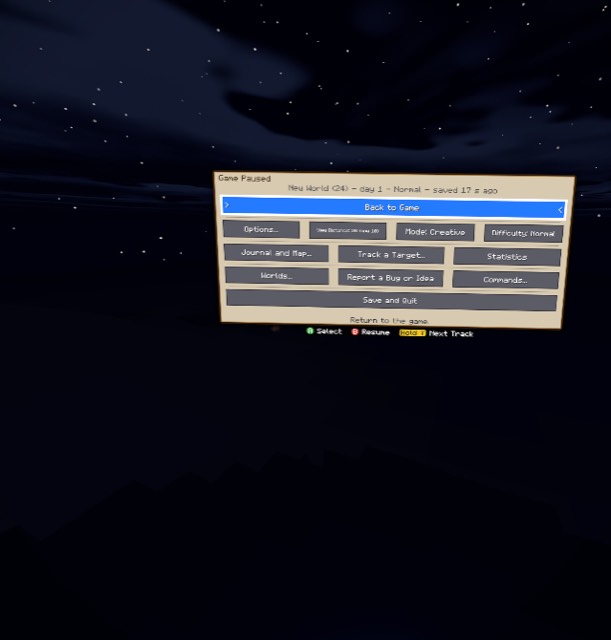 Game Paused
New World (24) - day 1 - Normal - saved 17 s ago
> Back to Game <
Options...
Mode: Creative
Difficulty: Normal
Journal and Map...
Track a Target...
Statistics
Worlds...
Report a Bug or Idea
Commands...
Save and Quit
Return to the game.
A Select B Resume Hold Y Next Track